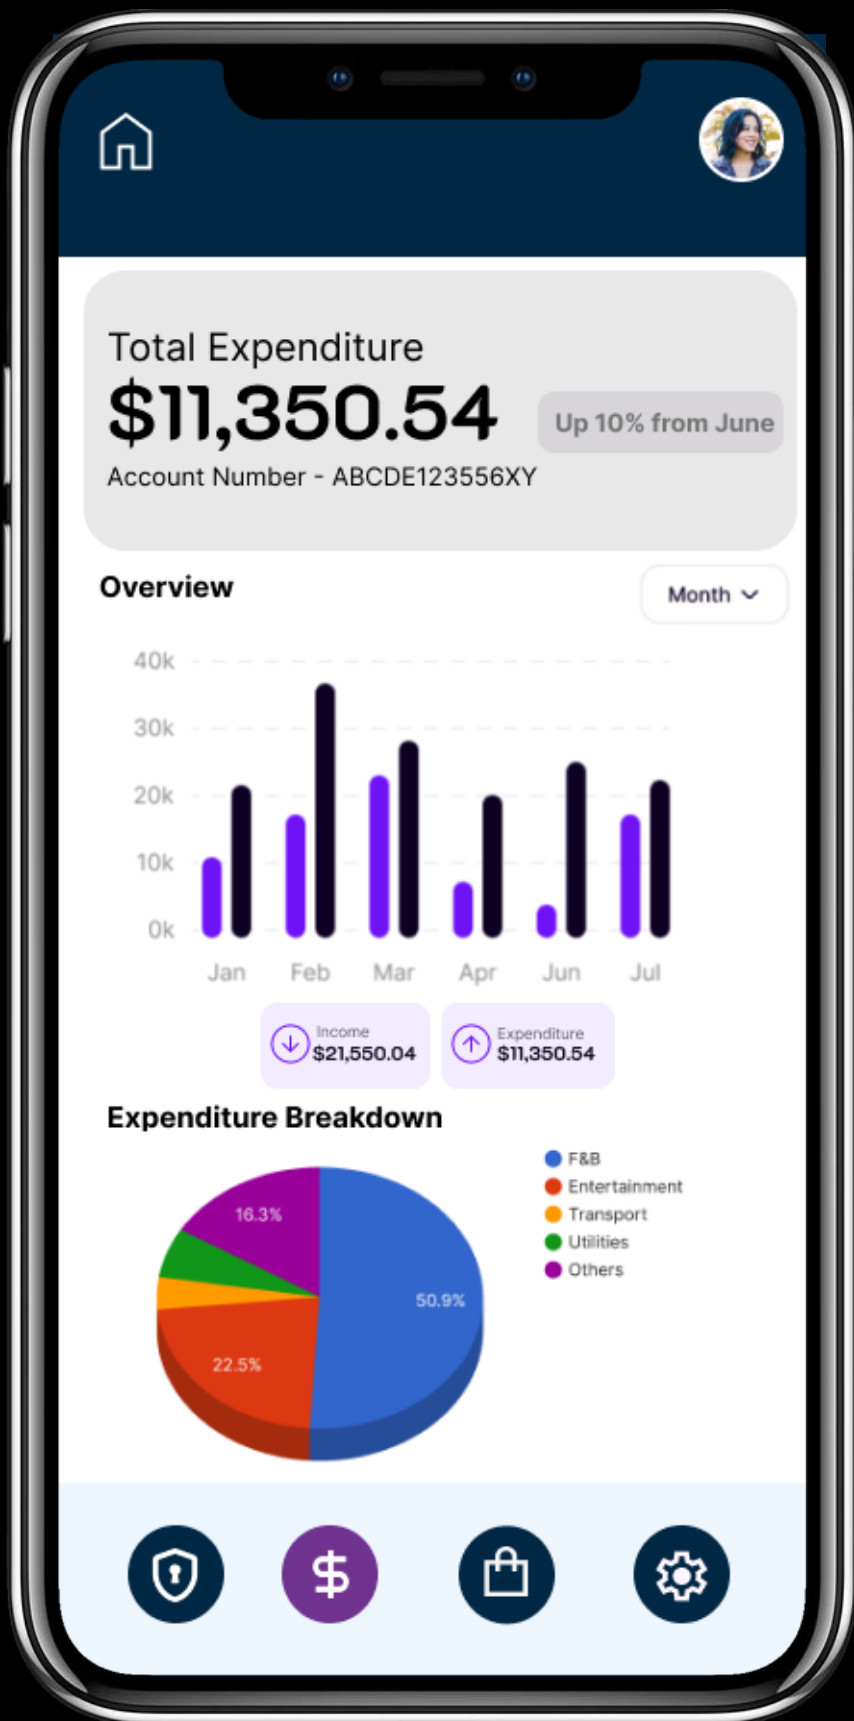 Total Expenditure
$11,350.54
Up 10% from June
Account Number - ABCDE123556XY
Overview
Month
40k
30k
20k
10k
0k
Jan Feb Mar Apr Jun Jul
Income
$21,550.04
Expenditure
$11,350.54
Expenditure Breakdown
F&B
Entertainment
Transport
Utilities
Others
16.3%
50.9%
22.5%
$